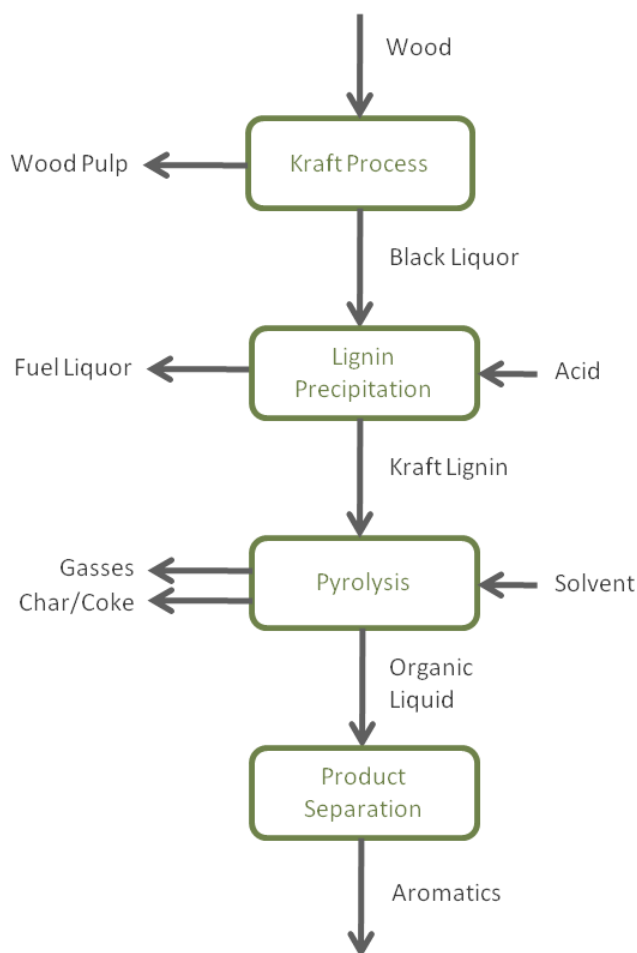 Wood
Wood Pulp
Kraft Process
Black Liquor
Fuel Liquor
Lignin
Precipitation
Acid
Kraft Lignin
Gasses
Char/Coke
Pyrolysis
Solvent
Organic
Liquid
Product
Separation
Aromatics